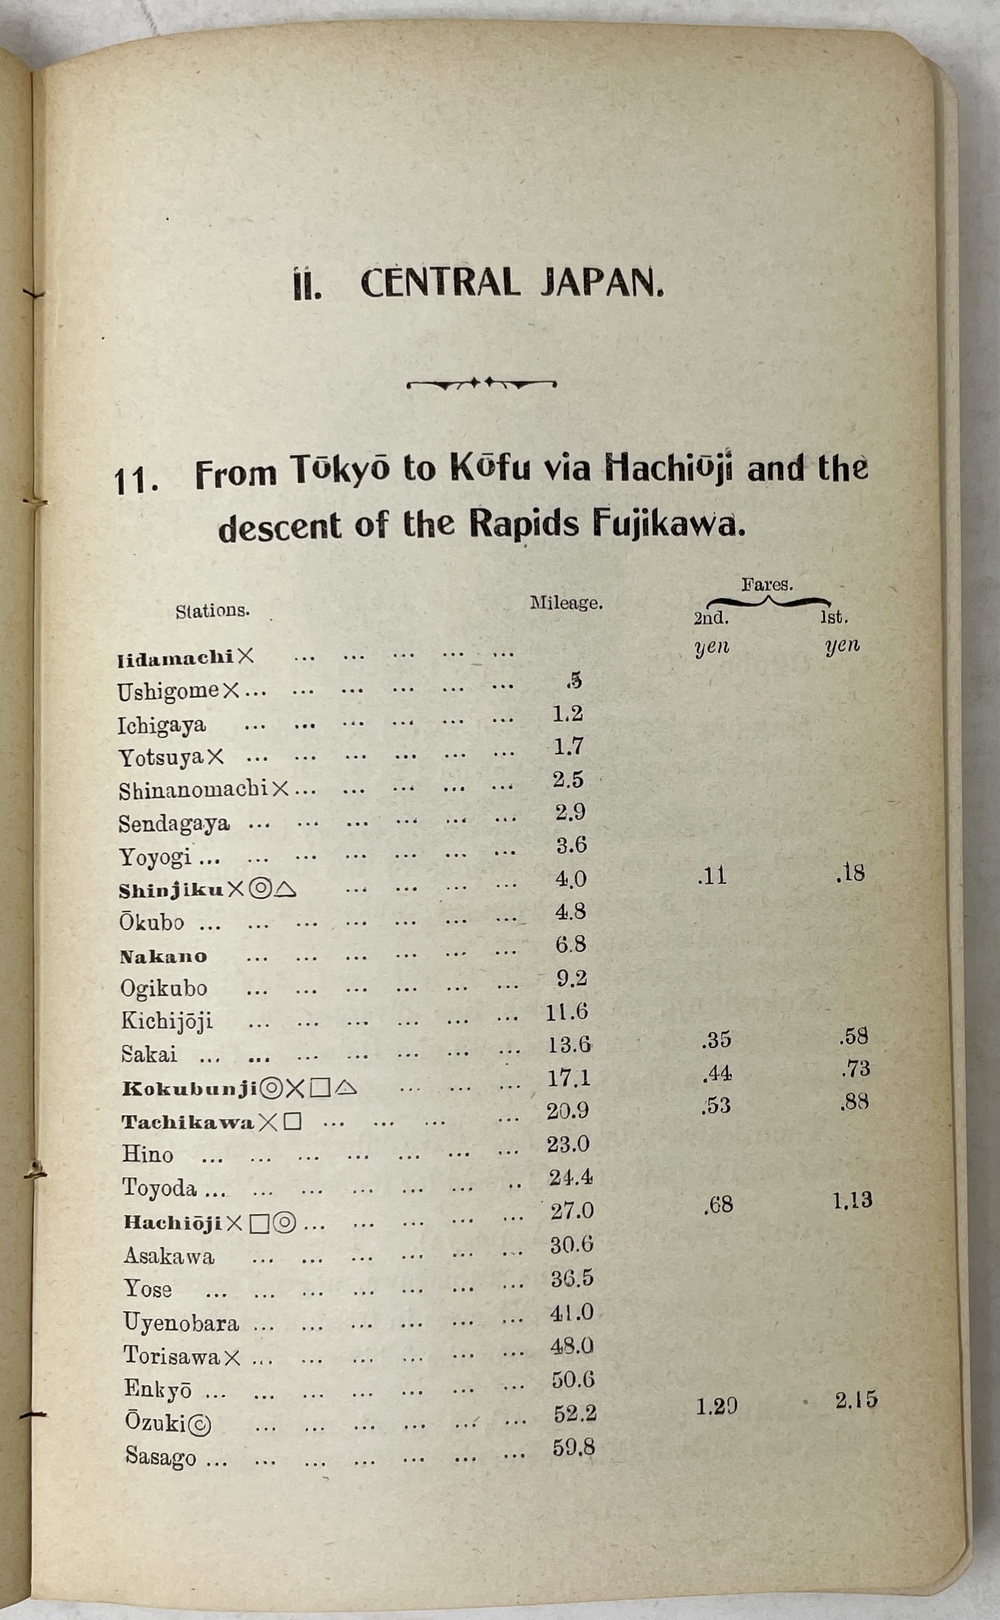 II. CENTRAL JAPAN.
11. From Tōkyō to Kōfu via Hachiōji and the
descent of the Rapids Fujikawa.
Stations. Mileage. Fares.
2nd. 1st.
yen yen
Iidamachi× ... ... ... ... ...
Ushigome×... ... ... ... ... ... .5
Ichigaya ... ... ... ... ... ... 1.2
Yotsuya× ... ... ... ... ... ... 1.7
Shinanomachi×... ... ... ... ... 2.5
Sendagaya ... ... ... ... ... ... 2.9
Yoyogi ... ... ... ... ... ... ... 3.6
Shinjiku×◎△ ... ... ... ... 4.0 .11 .18
Ōkubo ... ... ... ... ... ... ... 4.8
Nakano ... ... ... ... ... ... 6.8
Ogikubo ... ... ... ... ... ... 9.2
Kichijōji ... ... ... ... ... ... 11.6
Sakai ... ... ... ... ... ... ... 13.6 .35 .58
Kokubunji◎×□△ ... ... ... 17.1 .44 .73
Tachikawa×□ ... ... ... ... 20.9 .53 .88
Hino ... ... ... ... ... ... ... 23.0
Toyoda ... ... ... ... ... ... .. 24.4
Hachiōji×□◎... ... ... ... ... 27.0 .68 1.13
Asakawa ... ... ... ... ... ... 30.6
Yose ... ... ... ... ... ... ... 36.5
Uyenobara ... ... ... ... ... ... 41.0
Torisawa× ... ... ... ... ... ... 48.0
Enkyō ... ... ... ... ... ... ... 50.6
Ōzuki© ... ... ... ... ... ... 52.2 1.29 2.15
Sasago ... ... ... ... ... ... ... 59.8